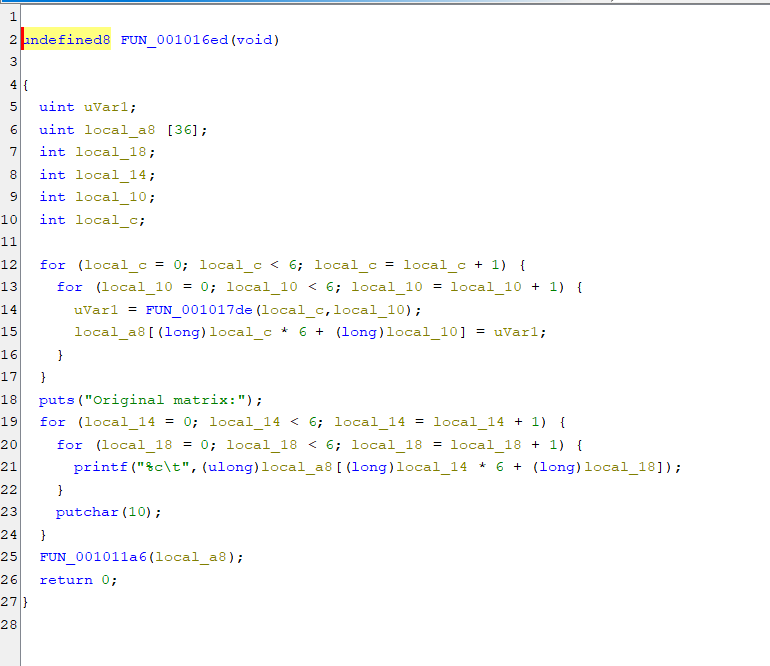 1
2 undefined8 FUN_001016ed(void)
3
4 {
5   uint uVar1;
6   uint local_a8 [36];
7   int local_18;
8   int local_14;
9   int local_10;
10   int local_c;
11
12   for (local_c = 0; local_c < 6; local_c = local_c + 1) {
13     for (local_10 = 0; local_10 < 6; local_10 = local_10 + 1) {
14       uVar1 = FUN_001017de(local_c,local_10);
15       local_a8[(long)local_c * 6 + (long)local_10] = uVar1;
16     }
17   }
18   puts("Original matrix:");
19   for (local_14 = 0; local_14 < 6; local_14 = local_14 + 1) {
20     for (local_18 = 0; local_18 < 6; local_18 = local_18 + 1) {
21       printf("%c\t",(ulong)local_a8[(long)local_14 * 6 + (long)local_18]);
22     }
23     putchar(10);
24   }
25   FUN_001011a6(local_a8);
26   return 0;
27 }
28